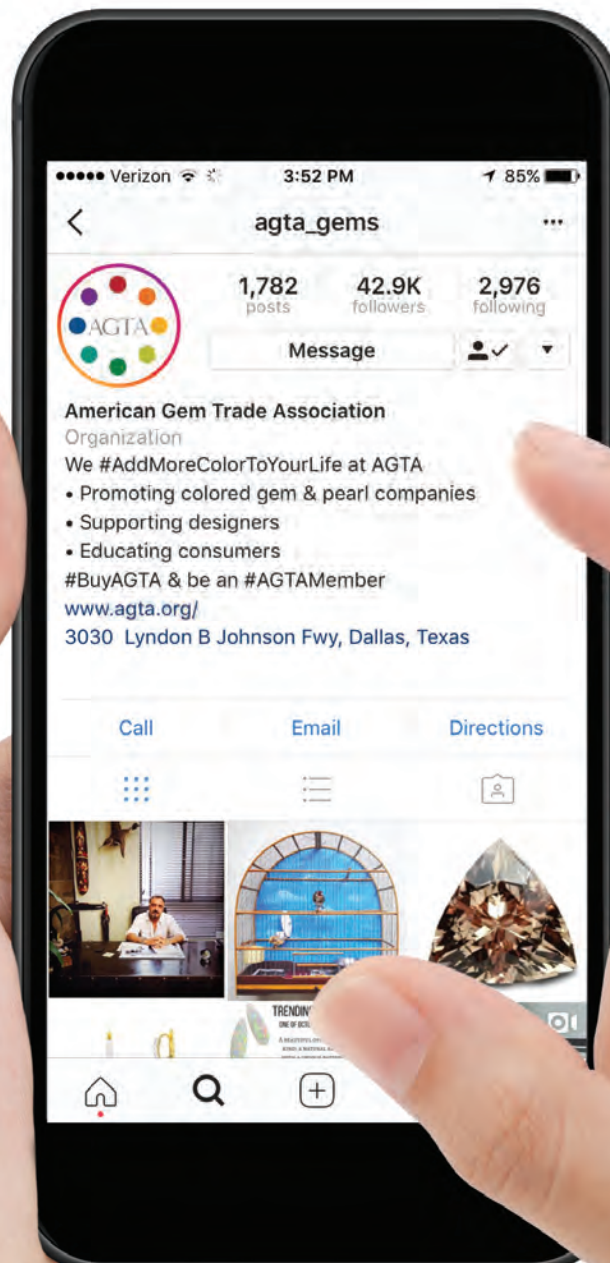 Verizon 3:52 PM 85%
agta_gems
1,782 42.9K 2,976
posts followers following
AGTA
Message
American Gem Trade Association
Organization
We #AddMoreColorToYourLife at AGTA
• Promoting colored gem & pearl companies
• Supporting designers
• Educating consumers
#BuyAGTA & be an #AGTAMember
www.agta.org/
3030 Lyndon B Johnson Fwy, Dallas, Texas
Call Email Directions
TRENDIN
ONE OF